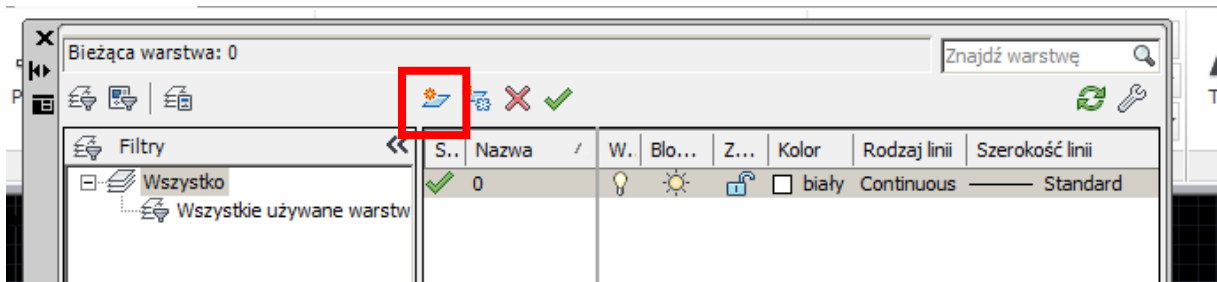 Bieżąca warstwa: 0
Znajdź warstwę
P
T
Filtry
S.. Nazwa W.. Blo... Z... Kolor Rodzaj linii Szerokość linii
Wszystko
0 biały Continuous Standard
Wszystkie używane warstw